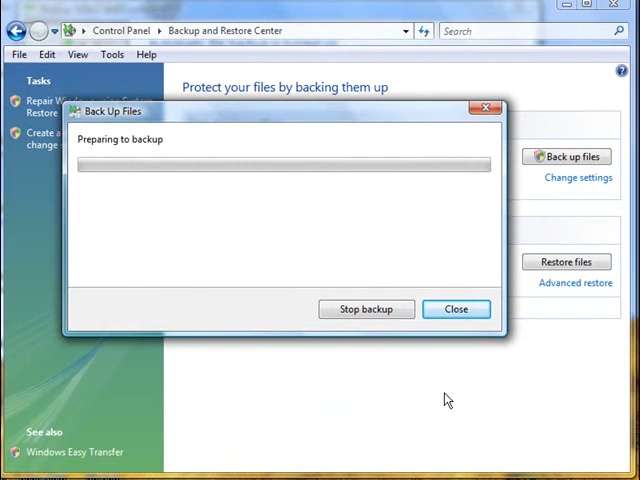 Control Panel
Backup and Restore Center
Search
File Edit View Tools Help
Tasks
Repair
Restore
Create a
change
Protect your files by backing them up
Back Up Files
Preparing to backup
Stop backup
Close
Back up files
Change settings
Restore files
Advanced restore
See also
Windows Easy Transfer